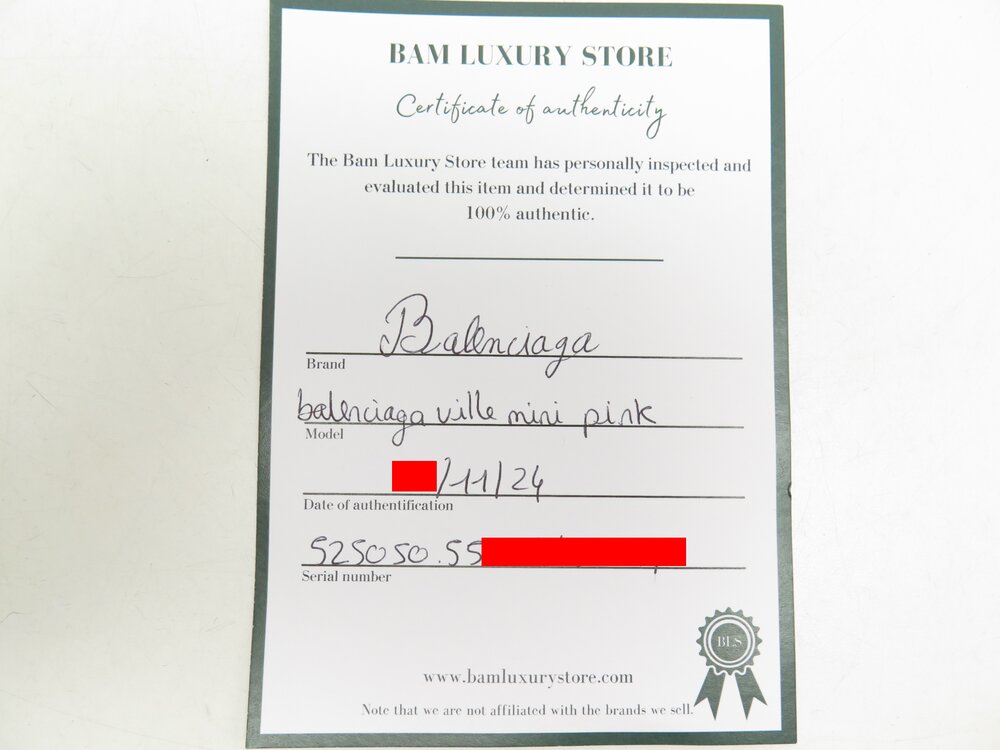 BAM LUXURY STORE
Certificate of authenticity
The Bam Luxury Store team has personally inspected and
evaluated this item and determined it to be
100% authentic.
Balenciaga
Brand
balenciaga ville mini pink
Model
/11/24
Date of authentification
525050.55
Serial number
BLS
www.bamluxurystore.com
Note that we are not affiliated with the brands we sell.